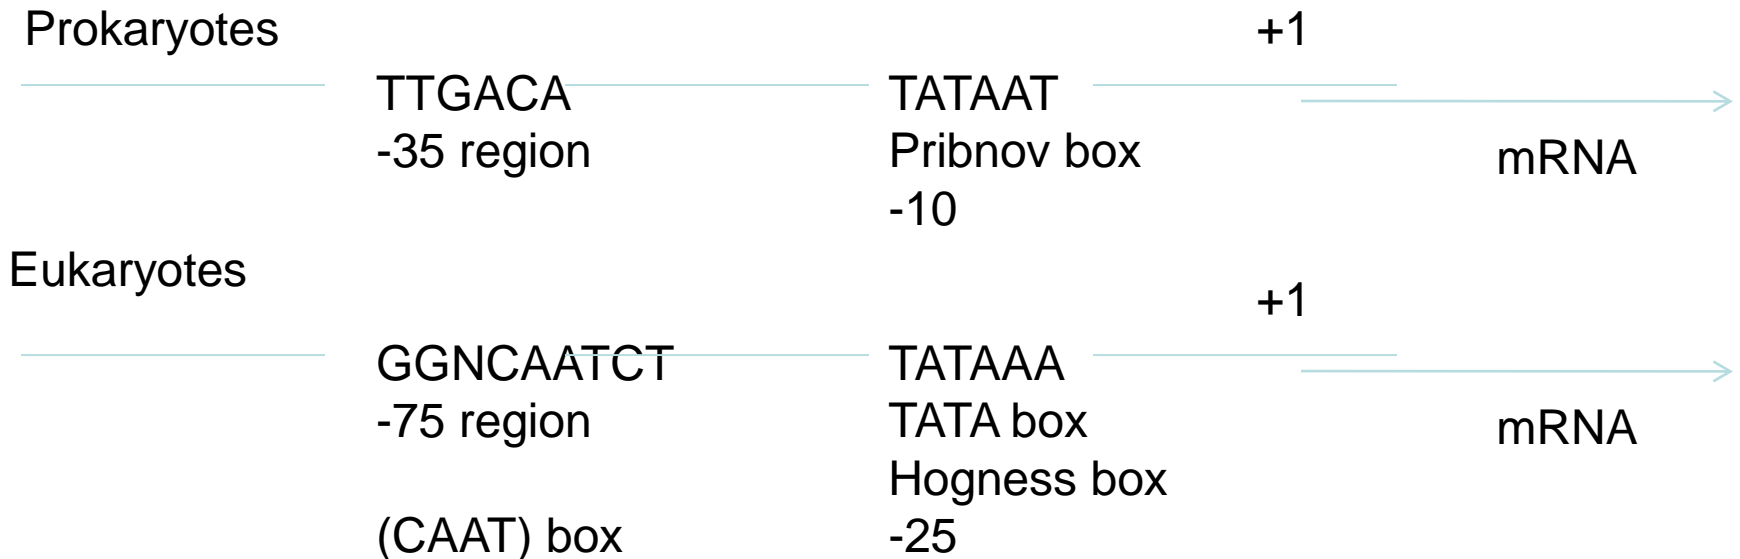 Prokaryotes
+1
TTGACA
-35 region
TATAAT
Pribnov box
-10
mRNA
Eukaryotes
+1
GGNCAATCT
-75 region
(CAAT) box
TATAAA
TATA box
Hogness box
-25
mRNA